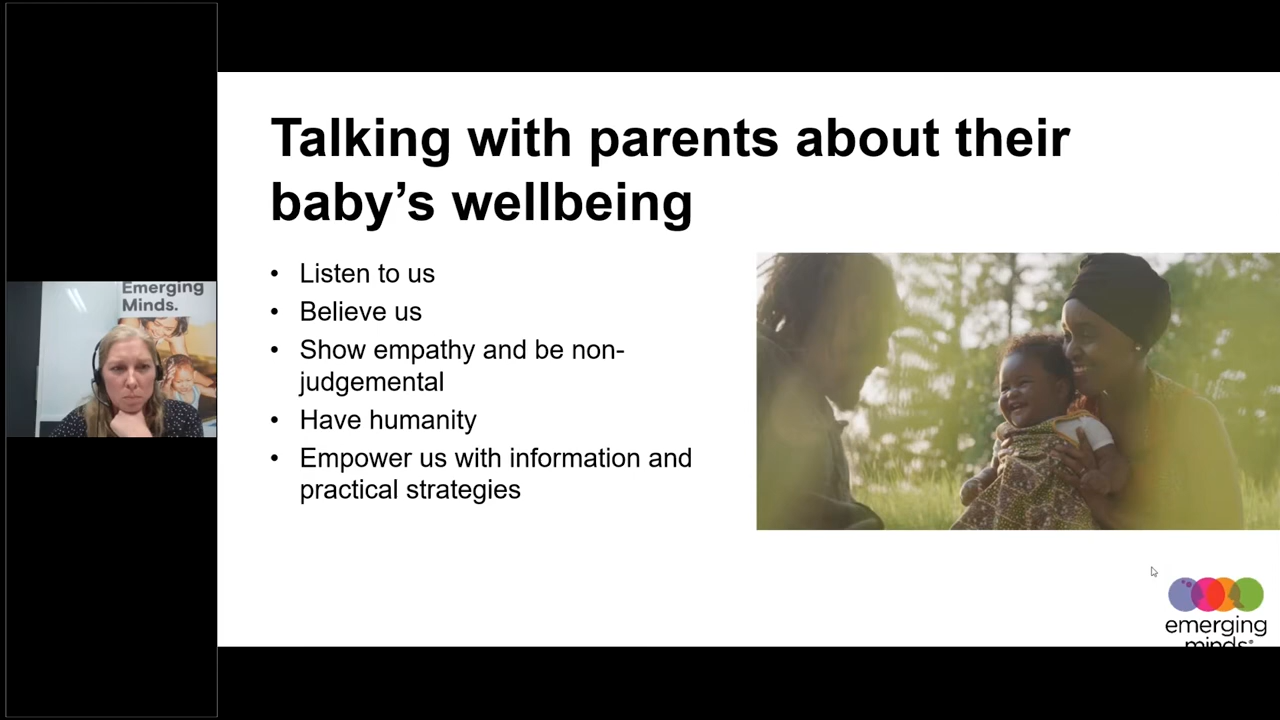 Talking with parents about their
baby’s wellbeing
• Listen to us
• Believe us
• Show empathy and be non-
judgemental
• Have humanity
• Empower us with information and
practical strategies
Emerging
Minds.
emerging
minds®